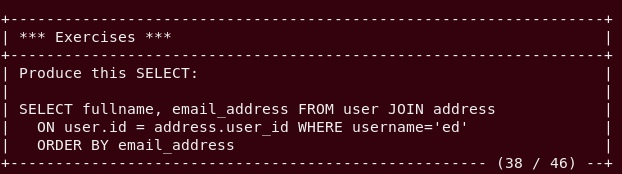 *** Exercises ***
Produce this SELECT:
SELECT fullname, email_address FROM user JOIN address
ON user.id = address.user_id WHERE username='ed'
ORDER BY email_address
(38 / 46)